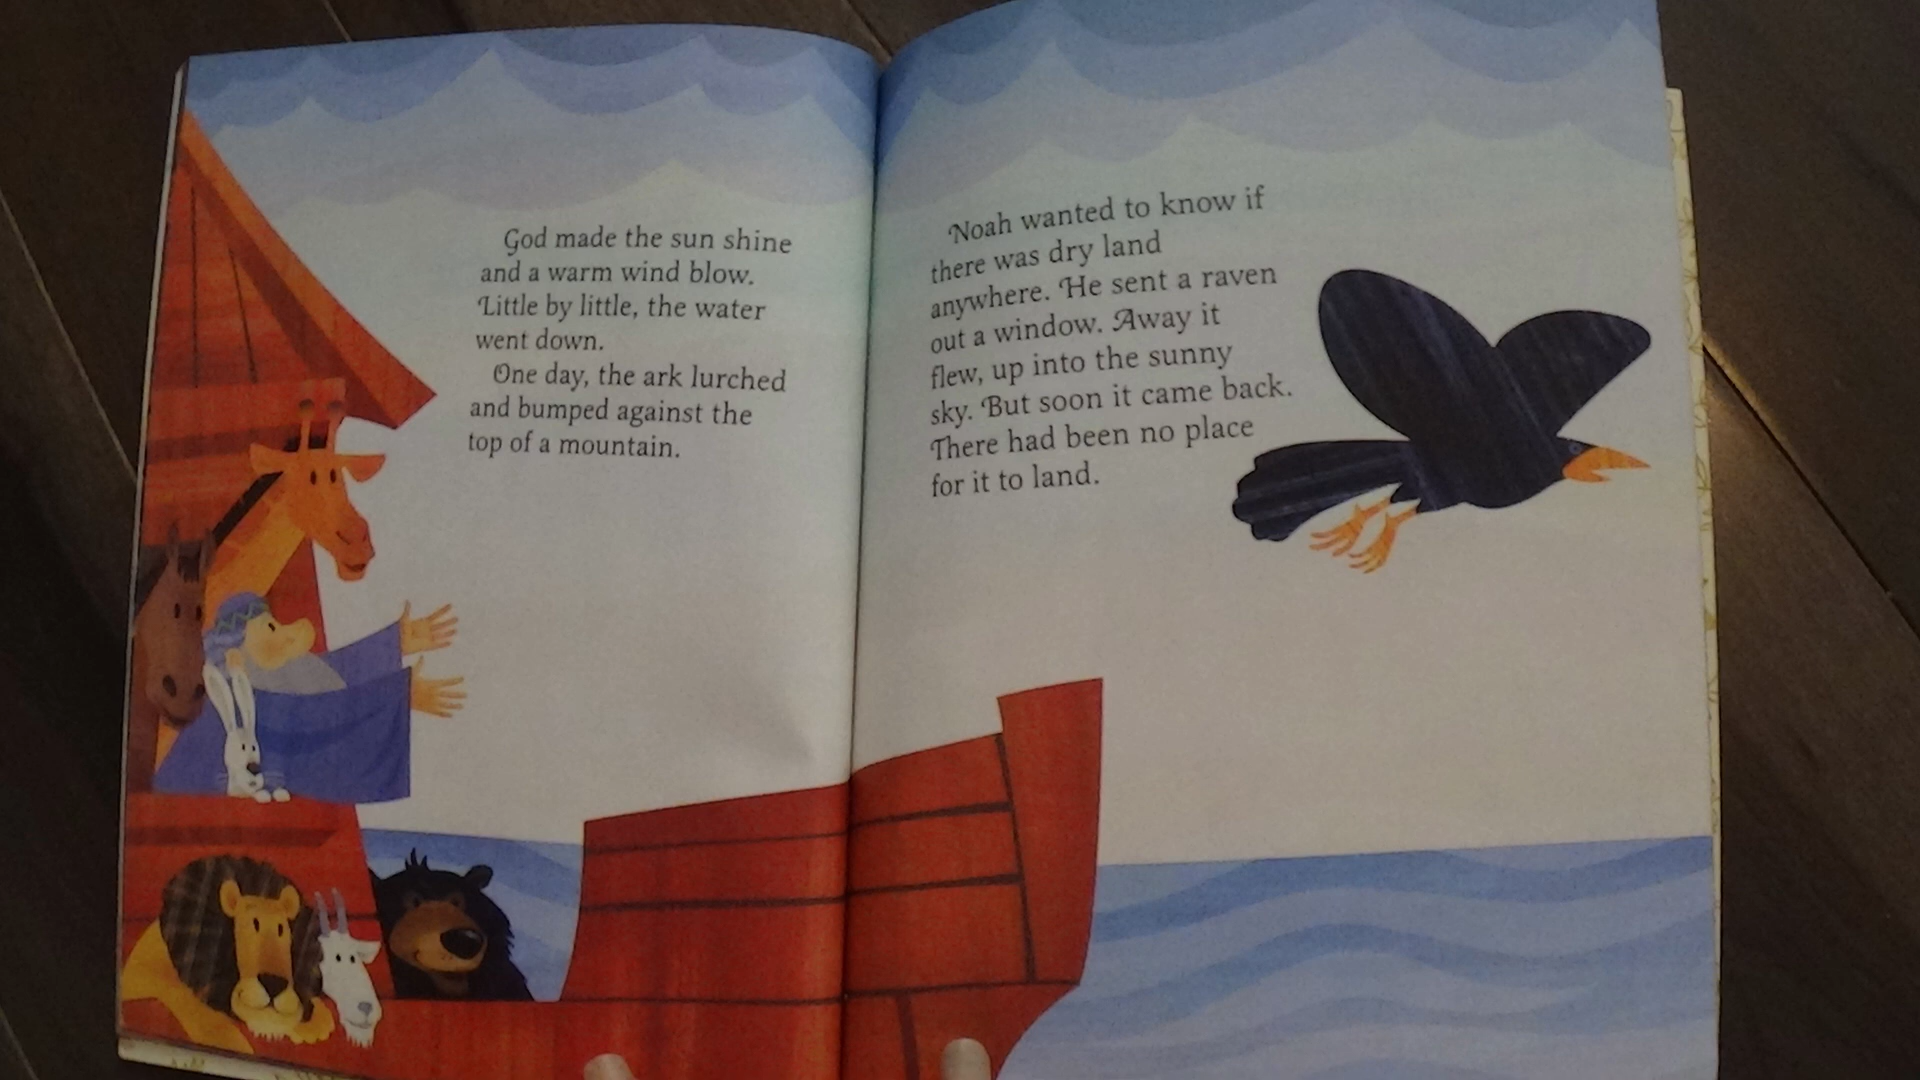 God made the sun shine
and a warm wind blow.
Little by little, the water
went down.
One day, the ark lurched
and bumped against the
top of a mountain.
Noah wanted to know if
there was dry land
anywhere. He sent a raven
out a window. Away it
flew, up into the sunny
sky. But soon it came back.
There had been no place
for it to land.